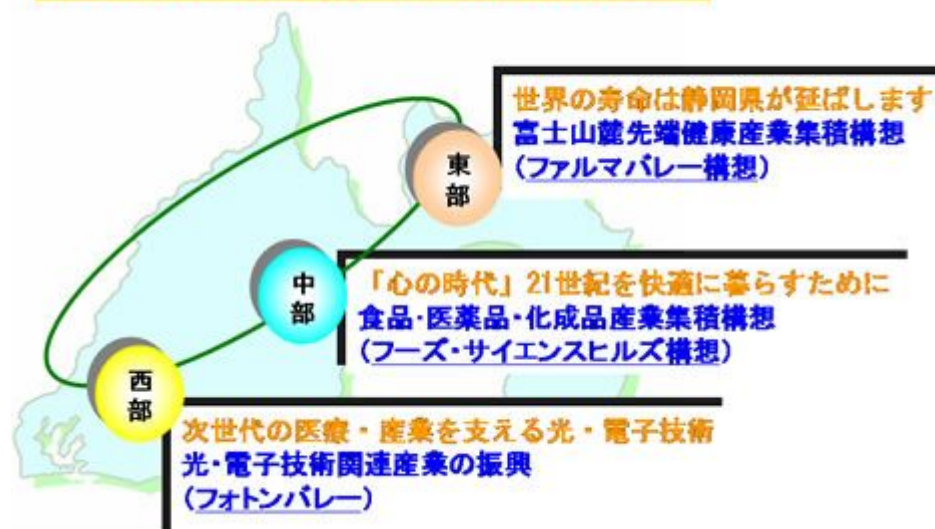 東部
世界の寿命は静岡県が延ばします
富士山麓先端健康産業集積構想
（ファルマバレー構想）
中部
「心の時代」21世紀を快適に暮らすために
食品・医薬品・化成品産業集積構想
（フーズ・サイエンスヒルズ構想）
西部
次世代の医療・産業を支える光・電子技術
光・電子技術関連産業の振興
（フォトンバレー）